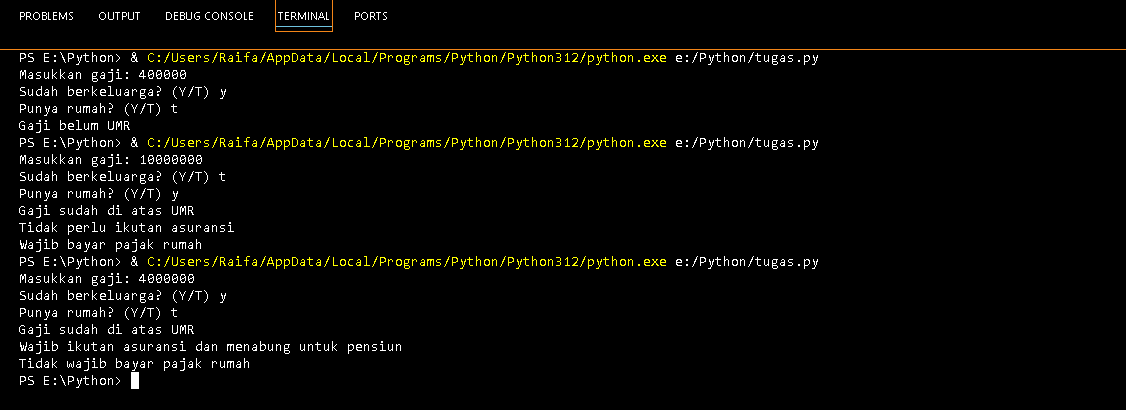 PROBLEMS OUTPUT DEBUG CONSOLE TERMINAL PORTS
PS E:\Python> & C:/Users/Raifa/AppData/Local/Programs/Python/Python312/python.exe e:/Python/tugas.py
Masukkan gaji: 400000
Sudah berkeluarga? (Y/T) y
Punya rumah? (Y/T) t
Gaji belum UMR
PS E:\Python> & C:/Users/Raifa/AppData/Local/Programs/Python/Python312/python.exe e:/Python/tugas.py
Masukkan gaji: 10000000
Sudah berkeluarga? (Y/T) t
Punya rumah? (Y/T) y
Gaji sudah di atas UMR
Tidak perlu ikutan asuransi
Wajib bayar pajak rumah
PS E:\Python> & C:/Users/Raifa/AppData/Local/Programs/Python/Python312/python.exe e:/Python/tugas.py
Masukkan gaji: 4000000
Sudah berkeluarga? (Y/T) y
Punya rumah? (Y/T) t
Gaji sudah di atas UMR
Wajib ikutan asuransi dan menabung untuk pensiun
Tidak wajib bayar pajak rumah
PS E:\Python>